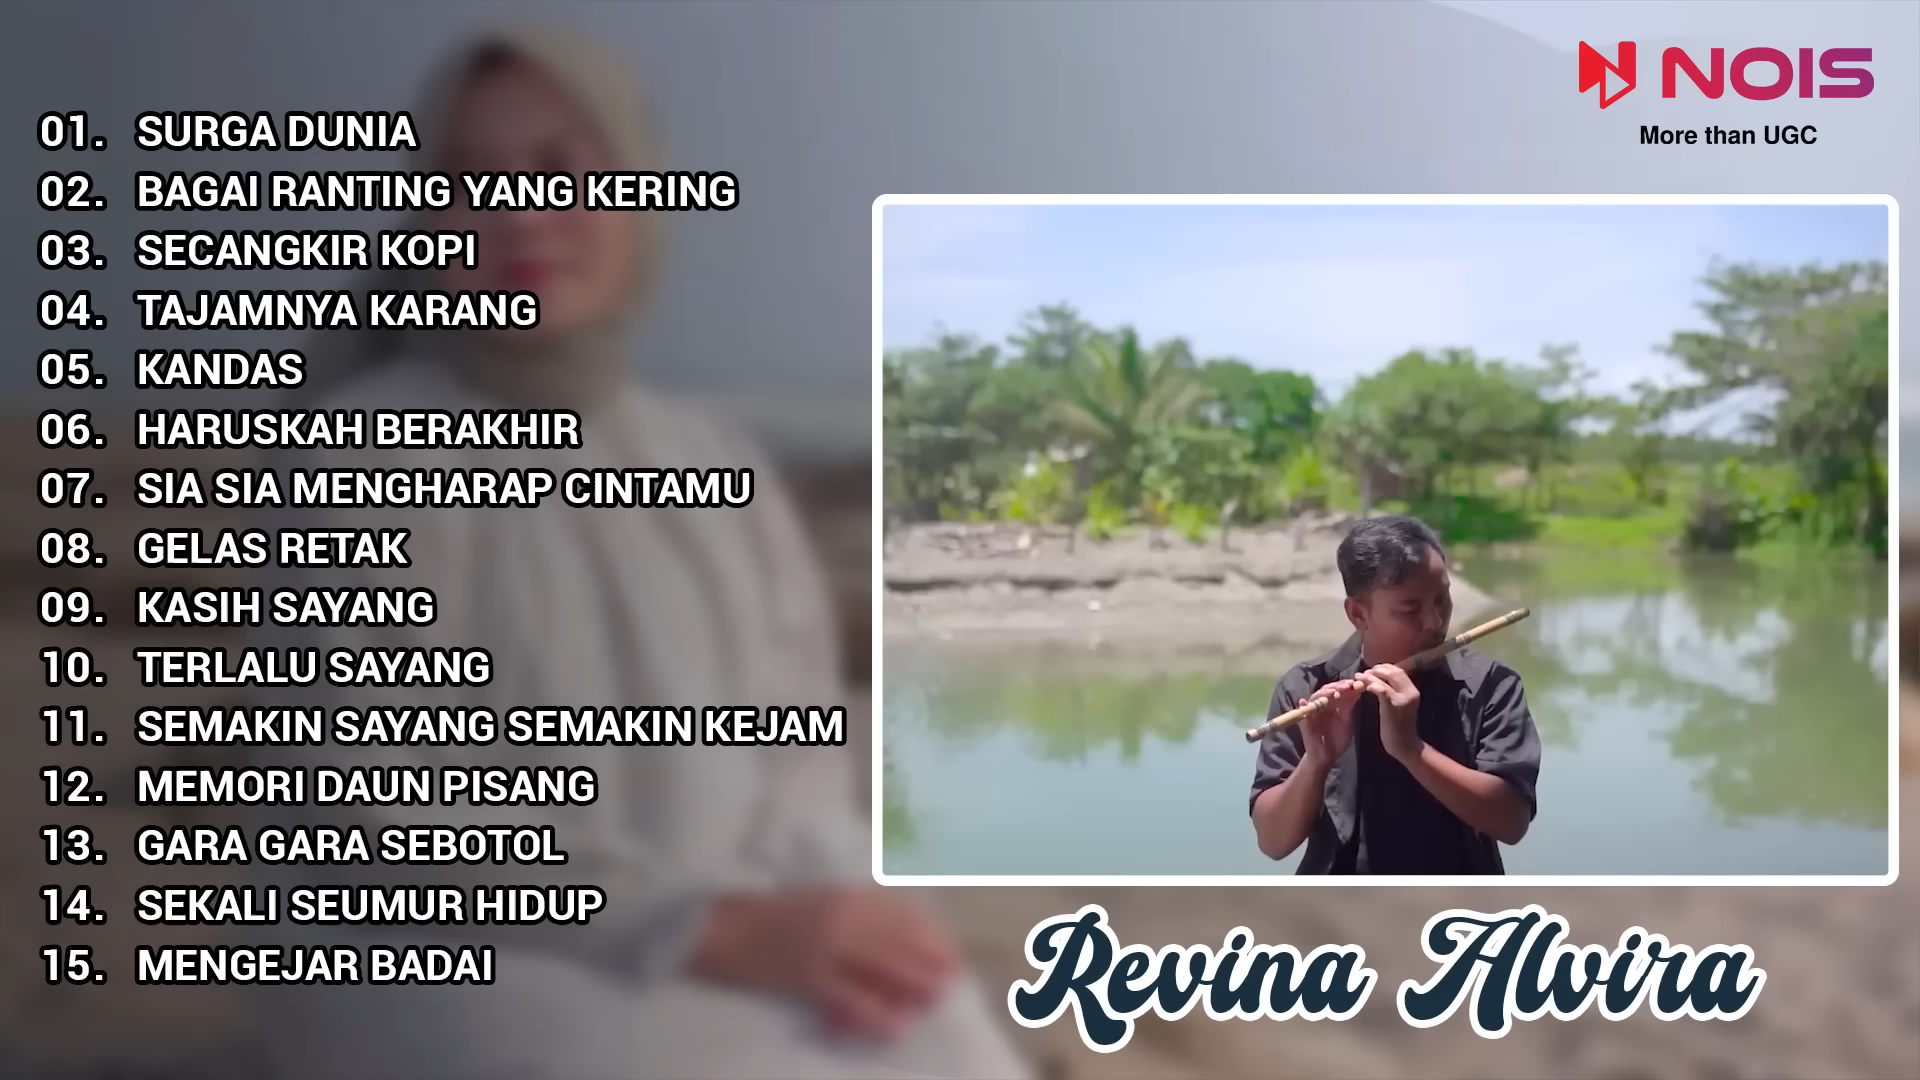 01. SURGA DUNIA
02. BAGAI RANTING YANG KERING
03. SECANGKIR KOPI
04. TAJAMNYA KARANG
05. KANDAS
06. HARUSKAH BERAKHIR
07. SIA SIA MENGHARAP CINTAMU
08. GELAS RETAK
09. KASIH SAYANG
10. TERLALU SAYANG
11. SEMAKIN SAYANG SEMAKIN KEJAM
12. MEMORI DAUN PISANG
13. GARA GARA SEBOTOL
14. SEKALI SEUMUR HIDUP
15. MENGEJAR BADAI
NOIS
More than UGC
Revina Alvira